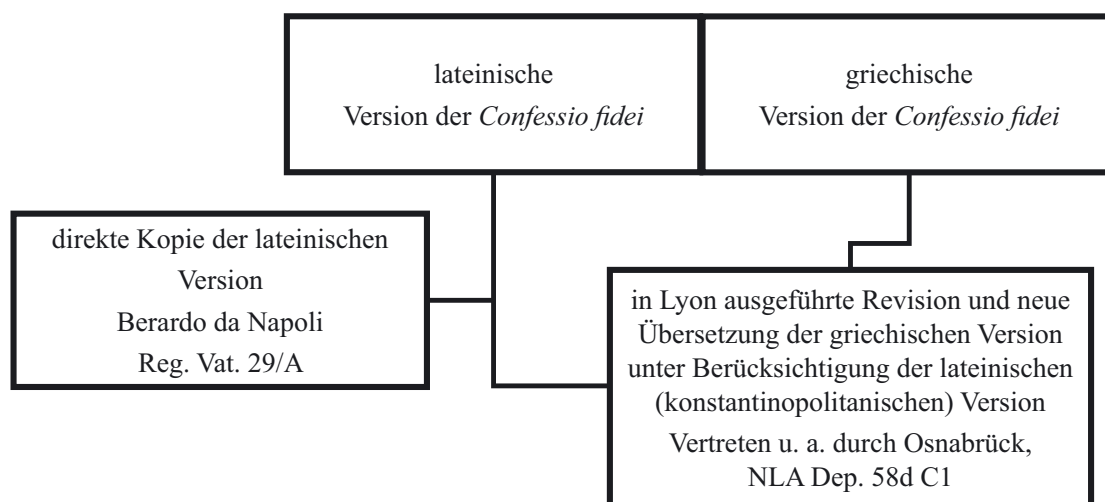 lateinische
Version der Confessio fidei
griechische
Version der Confessio fidei
direkte Kopie der lateinischen
Version
Berardo da Napoli
Reg. Vat. 29/A
in Lyon ausgeführte Revision und neue
Übersetzung der griechischen Version
unter Berücksichtigung der lateinischen
(konstantinopolitanischen) Version
Vertreten u. a. durch Osnabrück,
NLA Dep. 58d C1